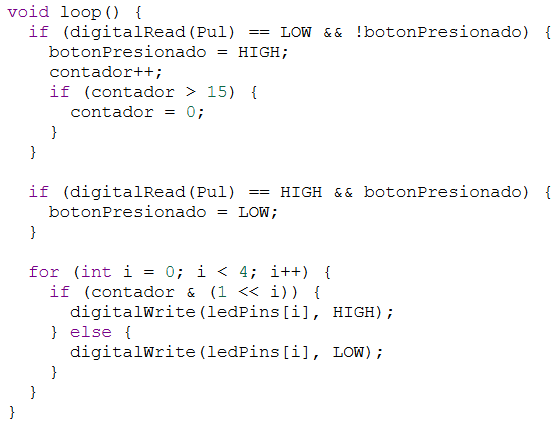 void loop() {
  if (digitalRead(Pul) == LOW && !botonPresionado) {
    botonPresionado = HIGH;
    contador++;
    if (contador > 15) {
      contador = 0;
    }
  }

  if (digitalRead(Pul) == HIGH && botonPresionado) {
    botonPresionado = LOW;
  }

  for (int i = 0; i < 4; i++) {
    if (contador & (1 << i)) {
      digitalWrite(ledPins[i], HIGH);
    } else {
      digitalWrite(ledPins[i], LOW);
    }
  }
}